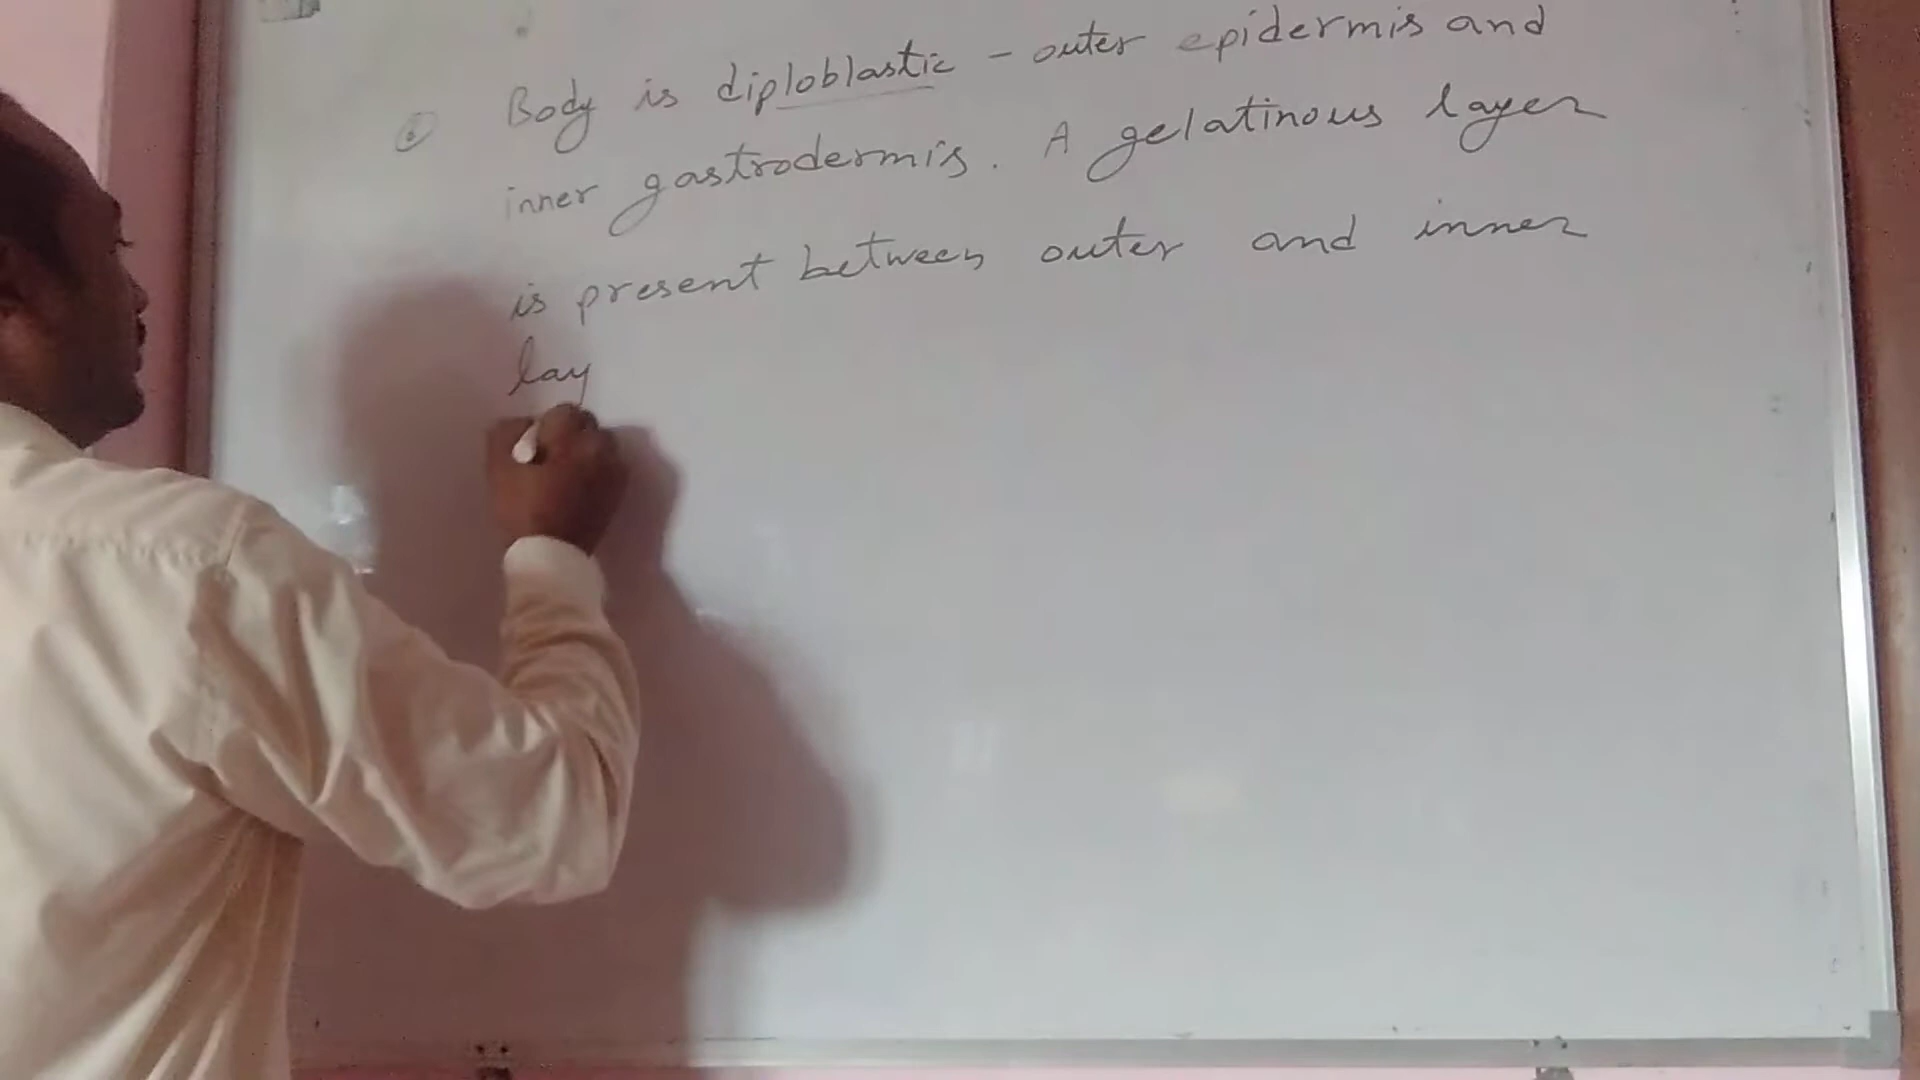 Body is diploblastic - outer epidermis and
inner gastrodermis. A gelatinous layer
is present between outer and inner
lay